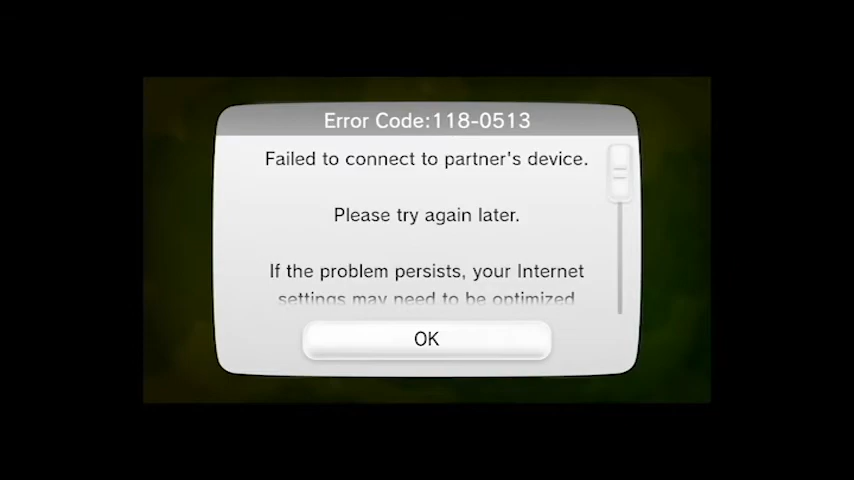 Error Code:118-0513
Failed to connect to partner's device.
Please try again later.
If the problem persists, your Internet
settings may need to be optimized
OK